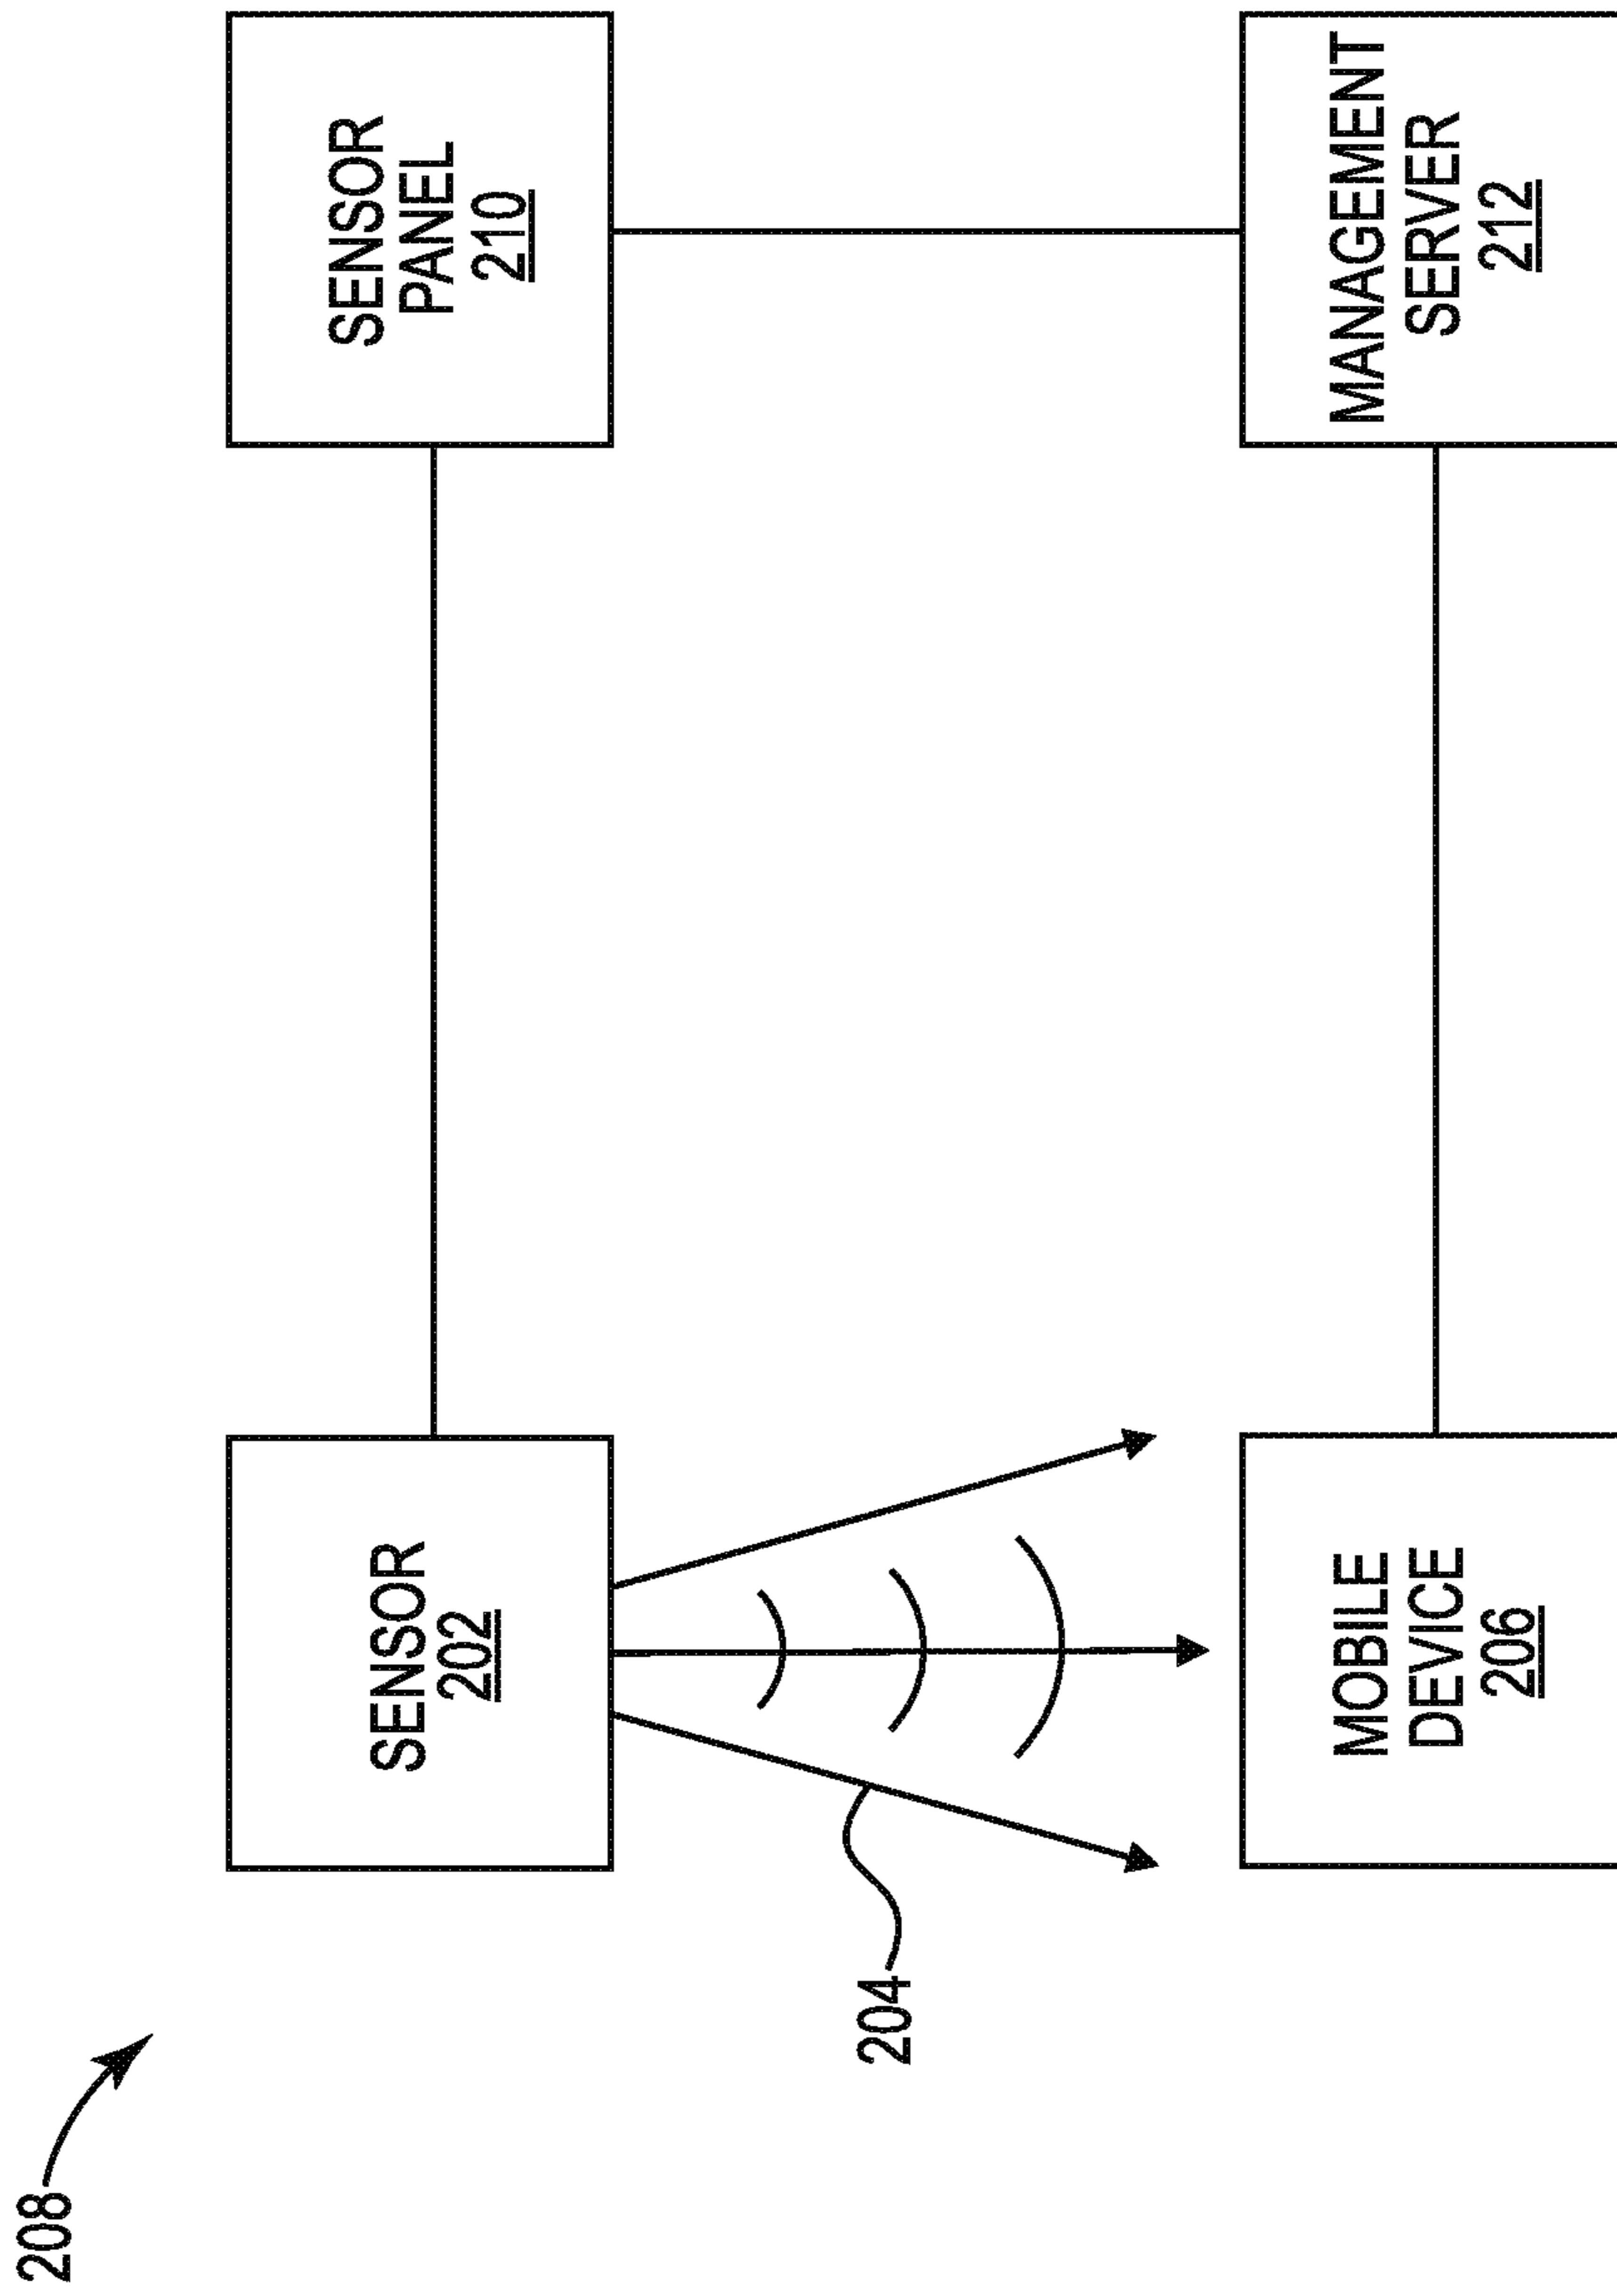 208
SENSOR
202
SENSOR
PANEL
210
204
MOBILE
DEVICE
206
MANAGEMENT
SERVER
212